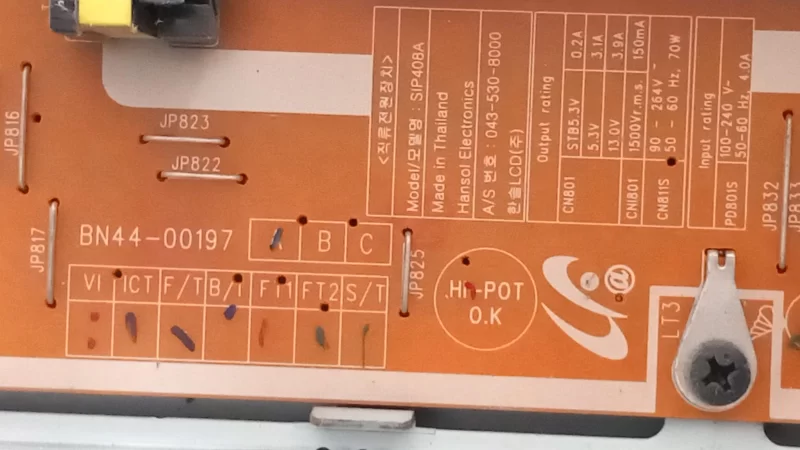 JP816
JP823
JP822
JP817
BN44-00197 A B C
VI ICT F/T B/I FT1 FT2 S/T
JP825
HI-POT
O.K
<직류전원장치>
Model/모델명 : SIP408A
Made in Thailand
Hansol Electronics
A/S 번호 : 043-530-8000
한솔LCD(주)
Output rating
CN801 STB5.3V 0.2A
5.3V 3.1A
13.0V 3.9A
CNI801 1500Vr.m.s. 150mA
CN811S 90 - 264V~
50 - 60 Hz, 70W
Input rating
PD801S 100-240 V~
50-60 Hz, 4.0A
JP832
JP833
LT3